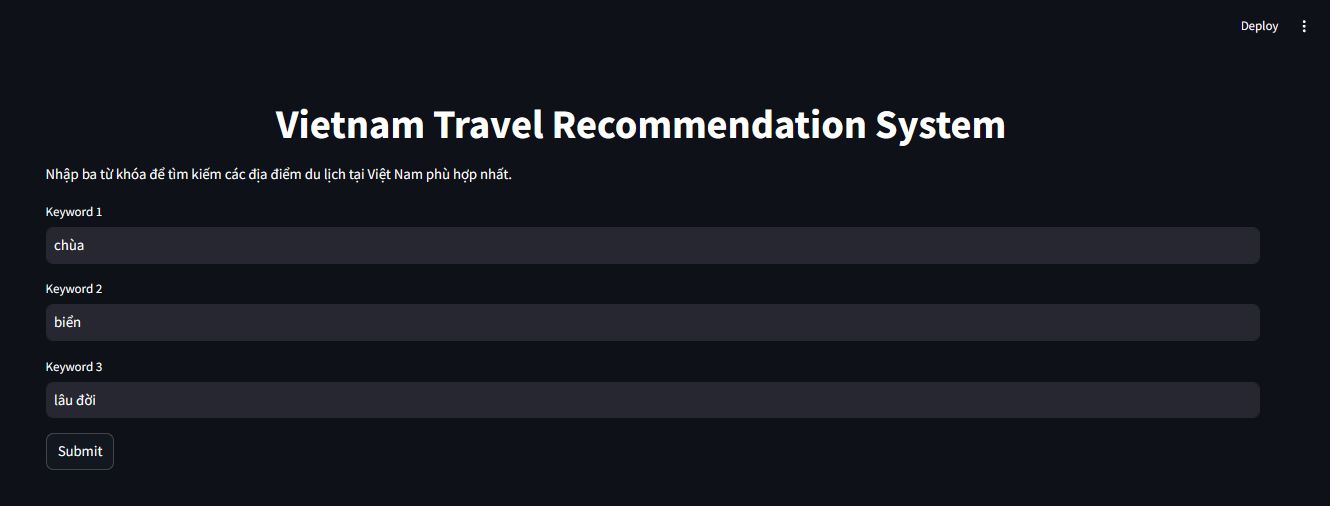 Deploy
Vietnam Travel Recommendation System
Nhập ba từ khóa để tìm kiếm các địa điểm du lịch tại Việt Nam phù hợp nhất.
Keyword 1
chùa
Keyword 2
biển
Keyword 3
lâu đời
Submit